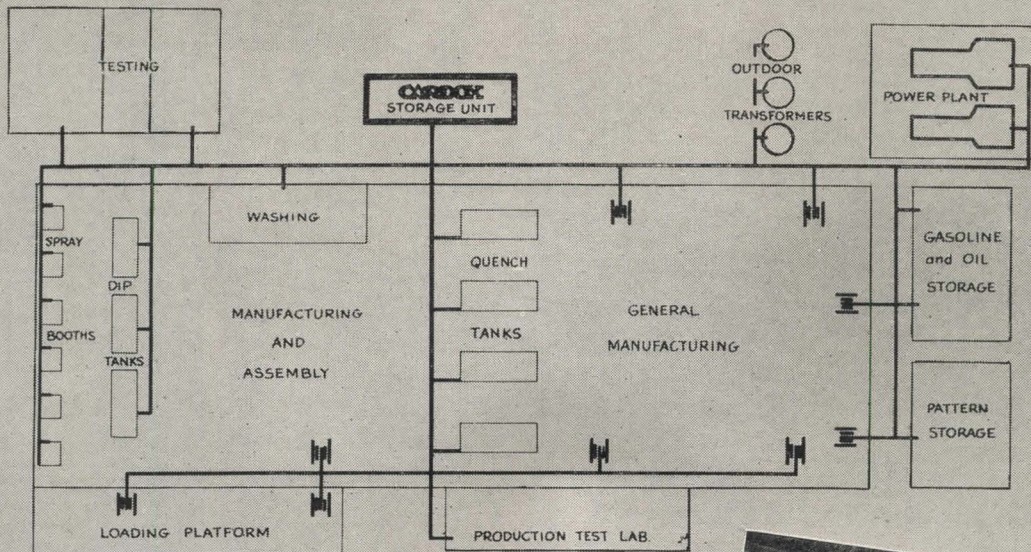 TESTING
CARDOX
STORAGE UNIT
OUTDOOR
TRANSFORMERS
POWER PLANT
WASHING
SPRAY
BOOTHS
DIP
TANKS
MANUFACTURING
AND
ASSEMBLY
QUENCH
TANKS
GENERAL
MANUFACTURING
GASOLINE
and OIL
STORAGE
PATTERN
STORAGE
LOADING PLATFORM
PRODUCTION TEST LAB.